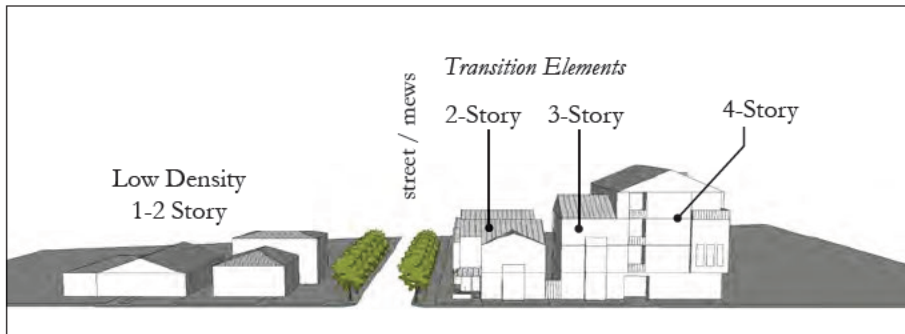 Transition Elements
street / mews
2-Story
3-Story
4-Story
Low Density
1-2 Story